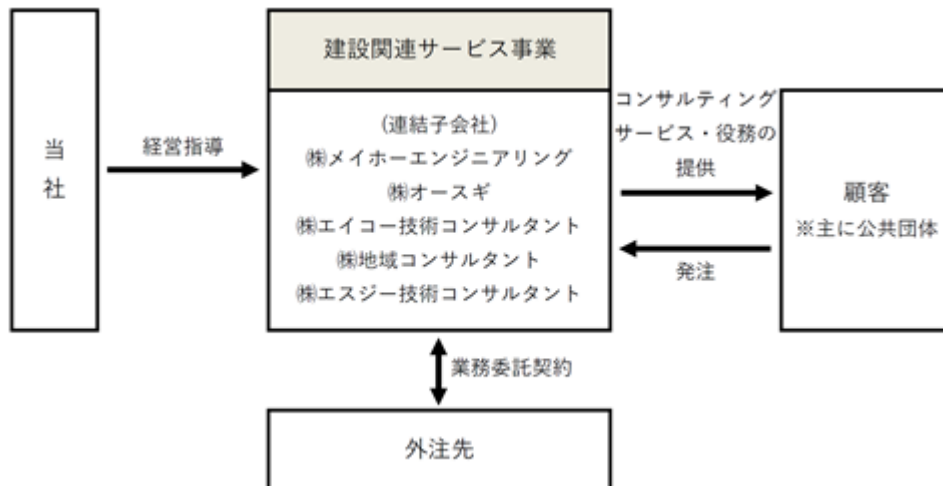 当
社
経営指導
建設関連サービス事業
(連結子会社)
㈱メイホーエンジニアリング
㈱オースギ
㈱エイコー技術コンサルタント
㈱地域コンサルタント
㈱エスジー技術コンサルタント
コンサルティング
サービス・役務の
提供
発注
顧客
※主に公共団体
業務委託契約
外注先